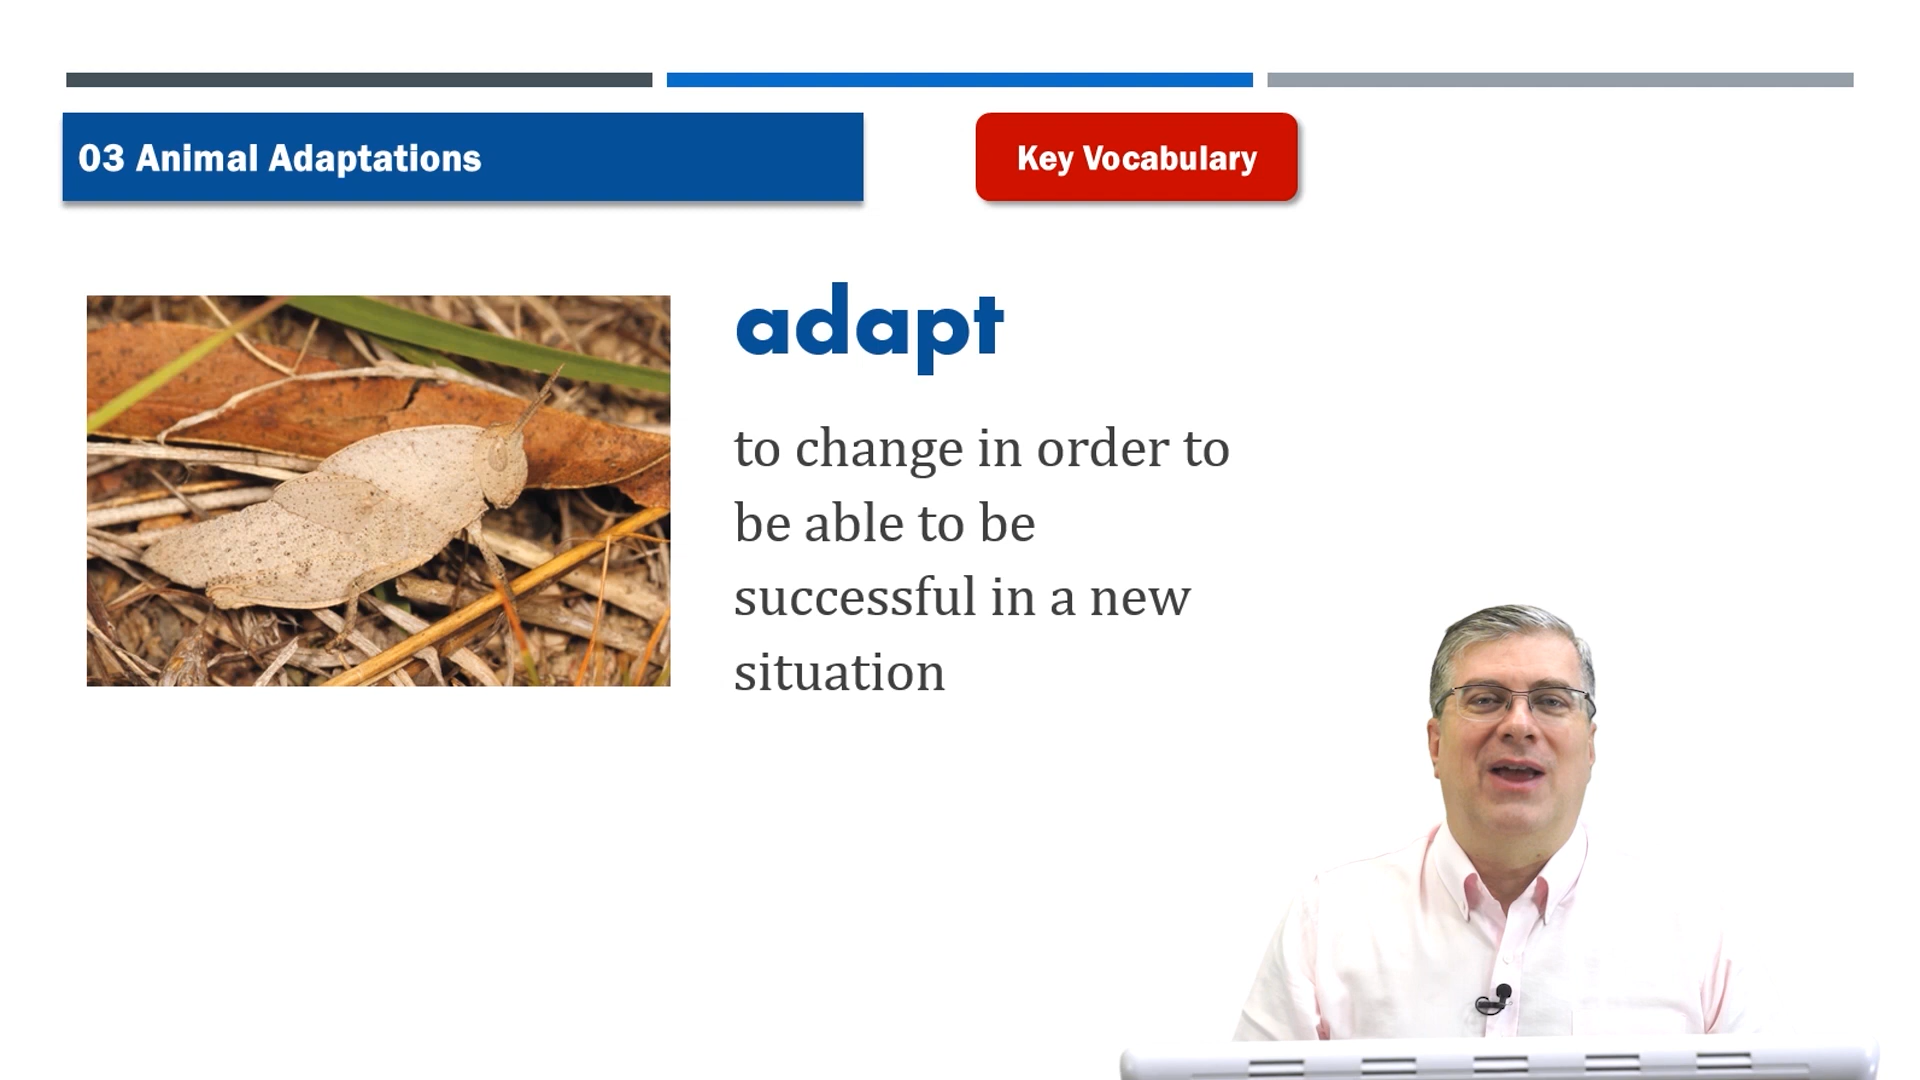 03 Animal Adaptations
Key Vocabulary
adapt
to change in order to
be able to be
successful in a new
situation